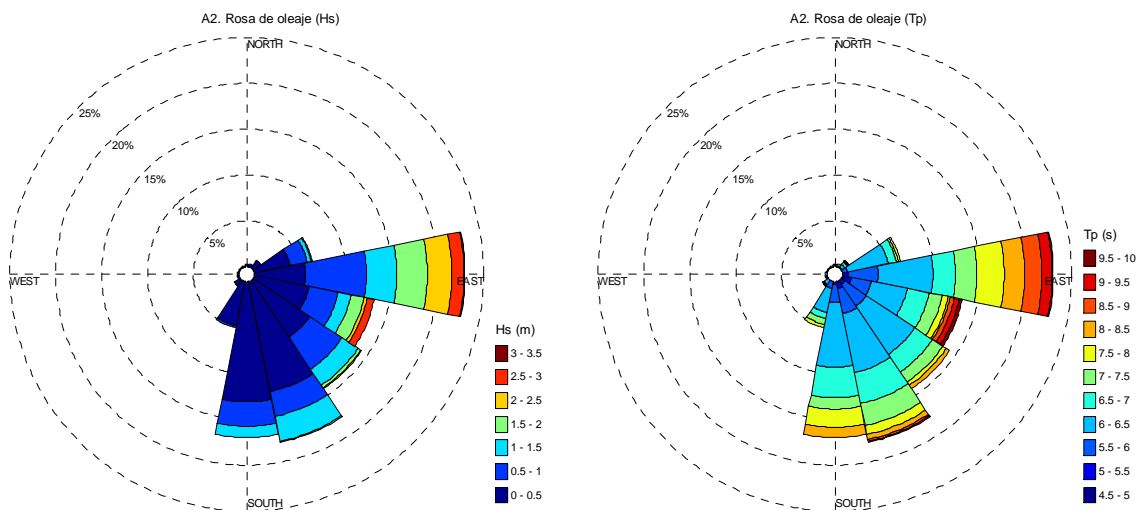 A2. Rosa de oleaje (Hs)
NORTH
25%
20%
15%
10%
5%
WEST
EAST
SOUTH
Hs (m)
3 - 3.5
2.5 - 3
2 - 2.5
1.5 - 2
1 - 1.5
0.5 - 1
0 - 0.5
A2. Rosa de oleaje (Tp)
NORTH
25%
20%
15%
10%
5%
WEST
EAST
SOUTH
Tp (s)
9.5 - 10
9 - 9.5
8.5 - 9
8 - 8.5
7.5 - 8
7 - 7.5
6.5 - 7
6 - 6.5
5.5 - 6
5 - 5.5
4.5 - 5